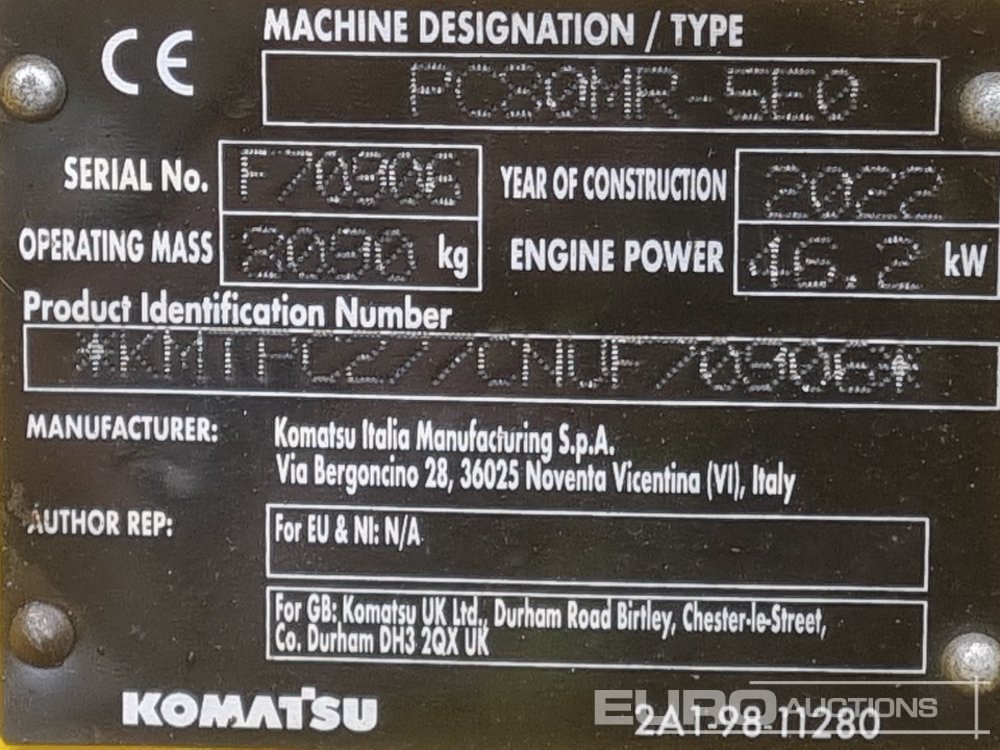 CE
MACHINE DESIGNATION / TYPE
PC80MR-5E0
SERIAL No. F70906
YEAR OF CONSTRUCTION 2022
OPERATING MASS 8090 kg
ENGINE POWER 46.2 kW
Product Identification Number
MANUFACTURER: Komatsu Italia Manufacturing S.p.A.
Via Bergoncino 28, 36025 Noventa Vicentina (VI), Italy
AUTHOR REP: For EU & NI: N/A
For GB: Komatsu UK Ltd., Durham Road Birtley, Chester-le-Street,
Co. Durham DH3 2QX UK
KOMATSU
2A1-98-11280
EURO AUCTIONS